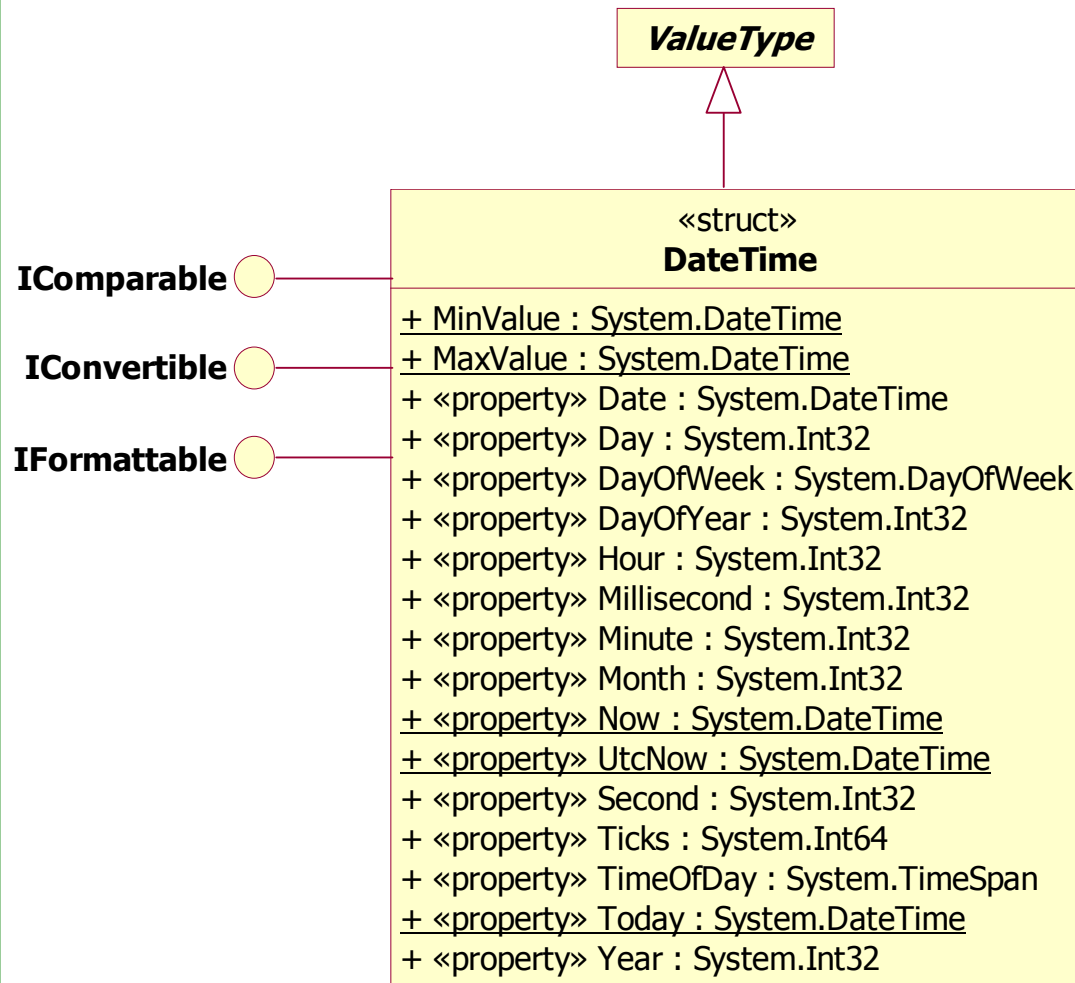 ValueType
«struct»
DateTime
IComparable
IConvertible
IFormattable
+ MinValue : System.DateTime
+ MaxValue : System.DateTime
+ «property» Date : System.DateTime
+ «property» Day : System.Int32
+ «property» DayOfWeek : System.DayOfWeek
+ «property» DayOfYear : System.Int32
+ «property» Hour : System.Int32
+ «property» Millisecond : System.Int32
+ «property» Minute : System.Int32
+ «property» Month : System.Int32
+ «property» Now : System.DateTime
+ «property» UtcNow : System.DateTime
+ «property» Second : System.Int32
+ «property» Ticks : System.Int64
+ «property» TimeOfDay : System.TimeSpan
+ «property» Today : System.DateTime
+ «property» Year : System.Int32